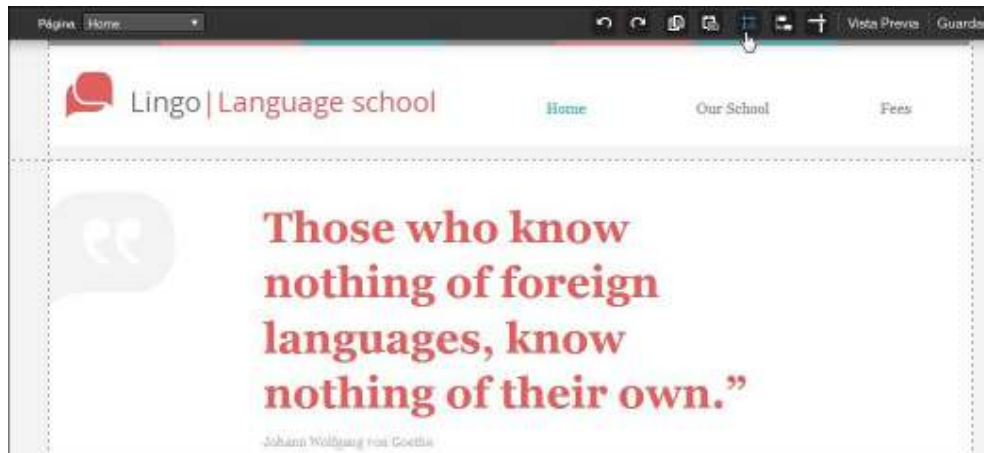 Página Home Vista Previa Guardar
Lingo|Language school Home Our School Fees
Those who know
nothing of foreign
languages, know
nothing of their own.”
Johann Wolfgang von Goethe